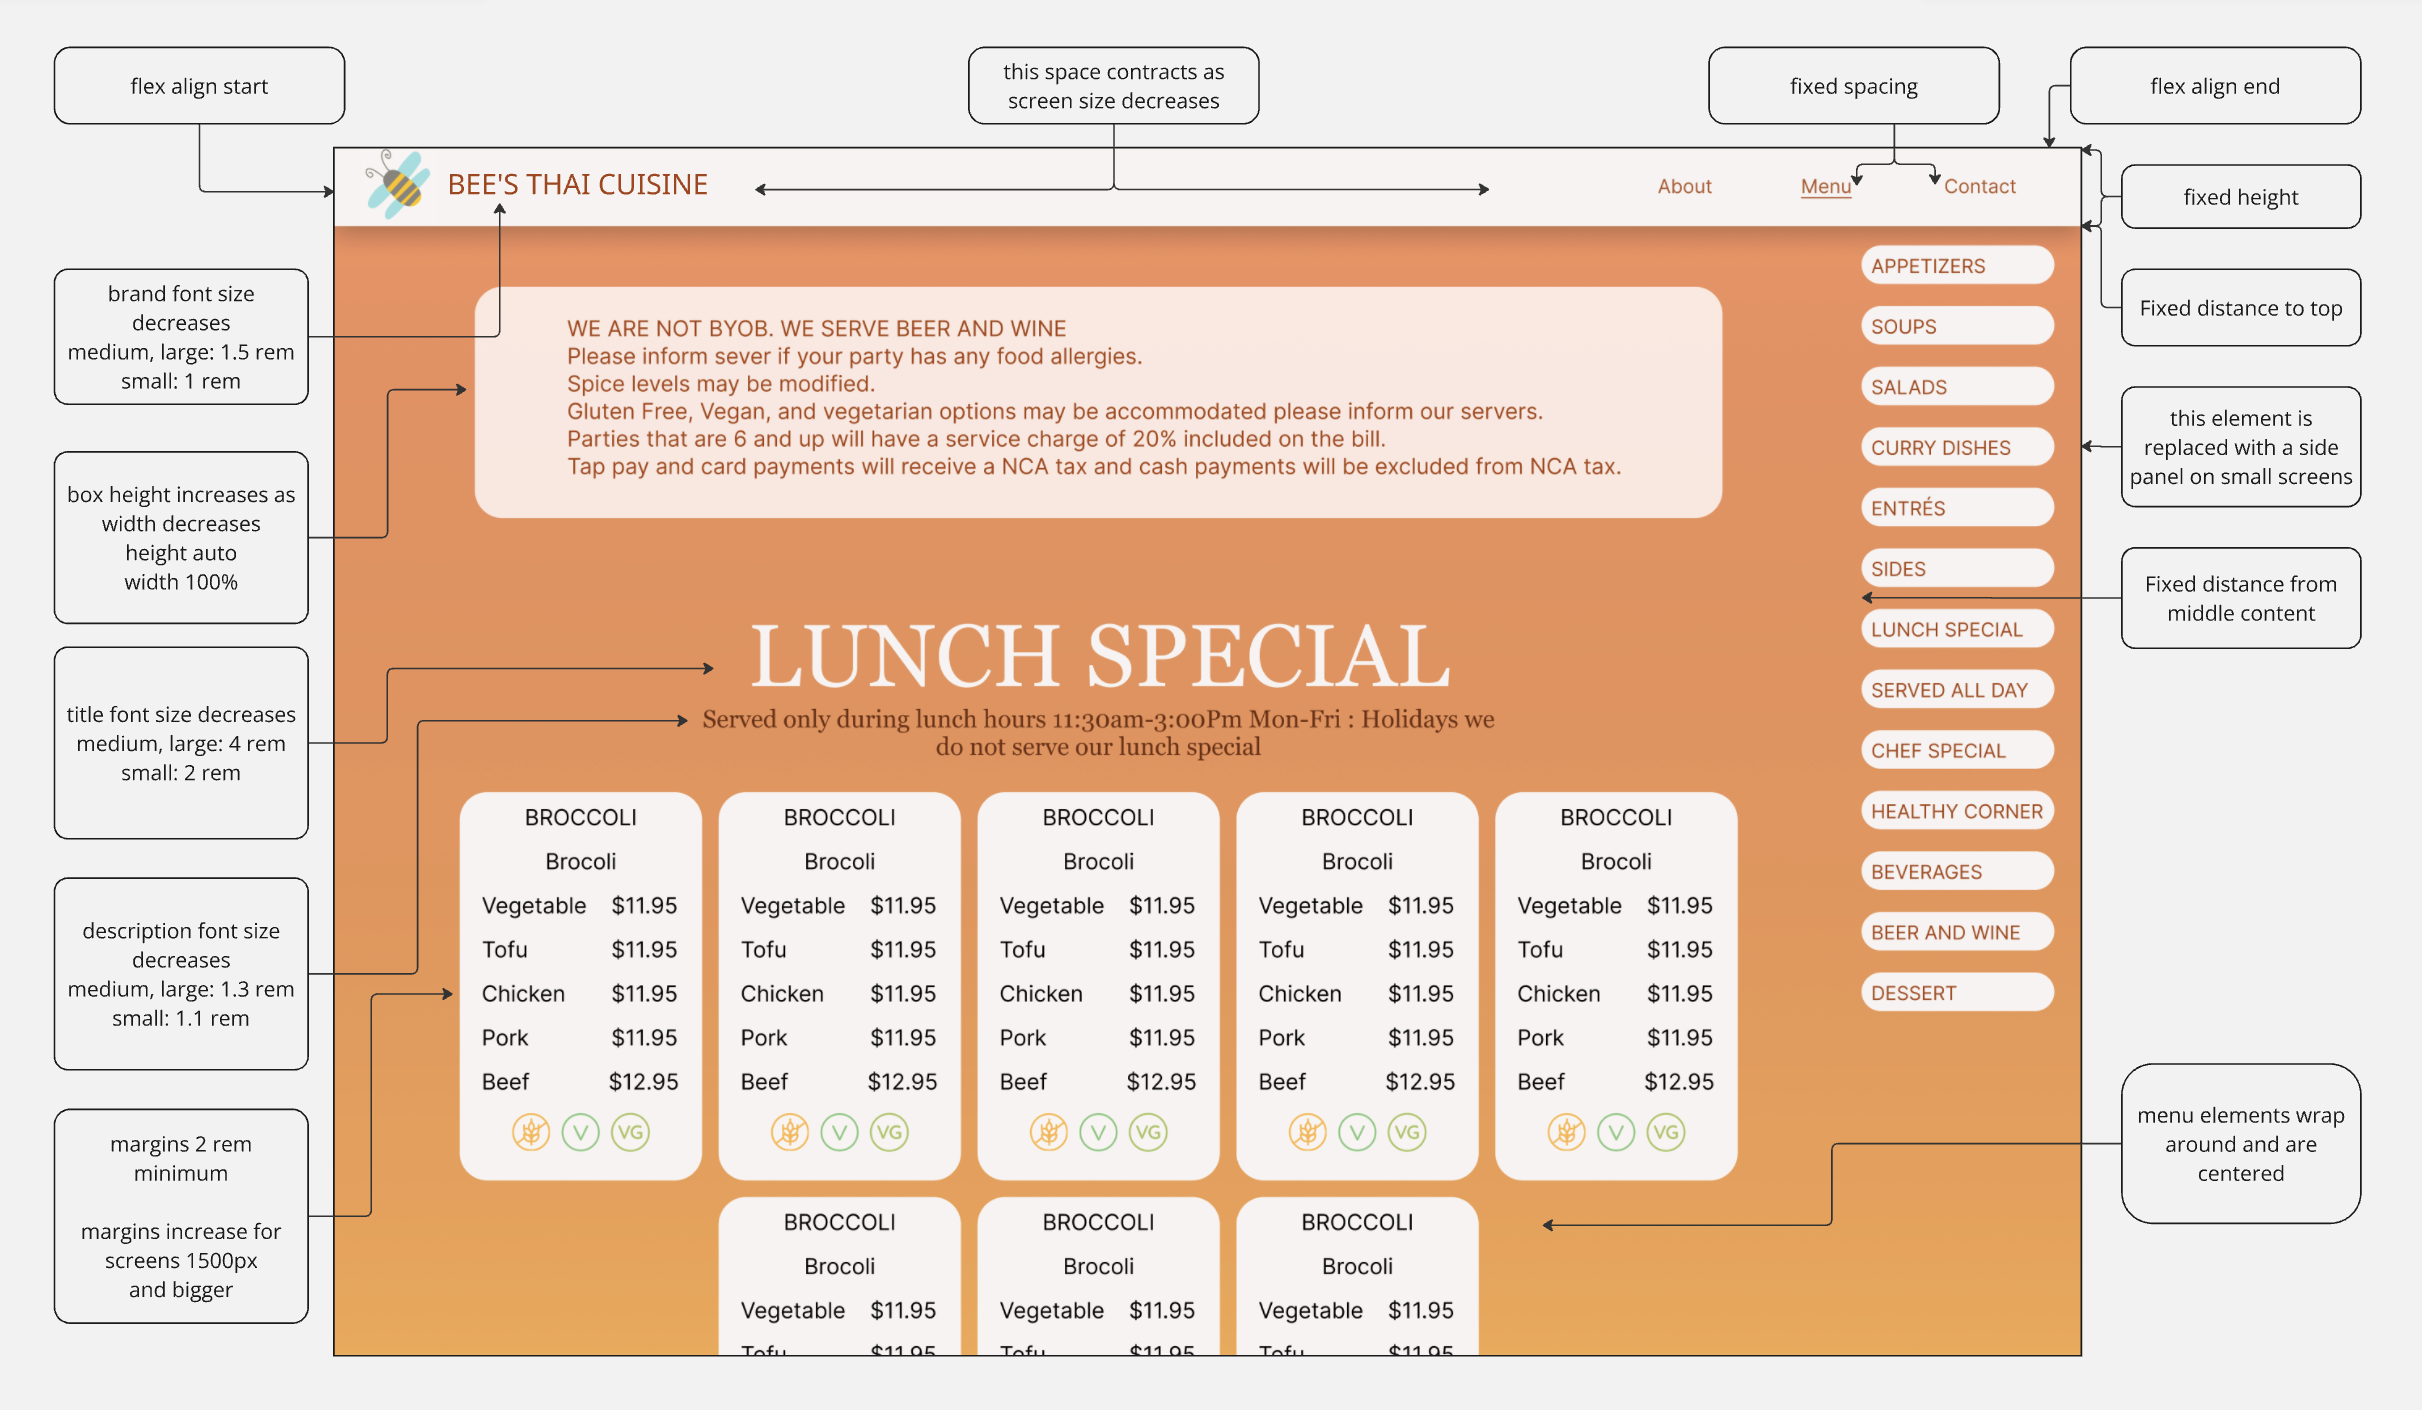 flex align start
this space contracts as
screen size decreases
fixed spacing
flex align end
BEE'S THAI CUISINE
About
Menu
Contact
fixed height
Fixed distance to top
this element is
replaced with a side
panel on small screens
Fixed distance from
middle content
menu elements wrap
around and are
centered
brand font size
decreases
medium, large: 1.5 rem
small: 1 rem
box height increases as
width decreases
height auto
width 100%
title font size decreases
medium, large: 4 rem
small: 2 rem
description font size
decreases
medium, large: 1.3 rem
small: 1.1 rem
margins 2 rem
minimum
margins increase for
screens 1500px
and bigger
WE ARE NOT BYOB. WE SERVE BEER AND WINE
Please inform sever if your party has any food allergies.
Spice levels may be modified.
Gluten Free, Vegan, and vegetarian options may be accommodated please inform our servers.
Parties that are 6 and up will have a service charge of 20% included on the bill.
Tap pay and card payments will receive a NCA tax and cash payments will be excluded from NCA tax.
APPETIZERS
SOUPS
SALADS
CURRY DISHES
ENTRÉS
SIDES
LUNCH SPECIAL
SERVED ALL DAY
CHEF SPECIAL
HEALTHY CORNER
BEVERAGES
BEER AND WINE
DESSERT
LUNCH SPECIAL
Served only during lunch hours 11:30am-3:00Pm Mon-Fri : Holidays we
do not serve our lunch special
BROCCOLI
Brocoli
Vegetable $11.95
Tofu $11.95
Chicken $11.95
Pork $11.95
Beef $12.95
V VG
BROCCOLI
Brocoli
Vegetable $11.95
Tofu $11.95
Chicken $11.95
Pork $11.95
Beef $12.95
V VG
BROCCOLI
Brocoli
Vegetable $11.95
Tofu $11.95
Chicken $11.95
Pork $11.95
Beef $12.95
V VG
BROCCOLI
Brocoli
Vegetable $11.95
Tofu $11.95
Chicken $11.95
Pork $11.95
Beef $12.95
V VG
BROCCOLI
Brocoli
Vegetable $11.95
Tofu $11.95
Chicken $11.95
Pork $11.95
Beef $12.95
V VG
BROCCOLI
Brocoli
Vegetable $11.95
Tofu $11.95
BROCCOLI
Brocoli
Vegetable $11.95
Tofu $11.95
BROCCOLI
Brocoli
Vegetable $11.95
Tofu $11.95